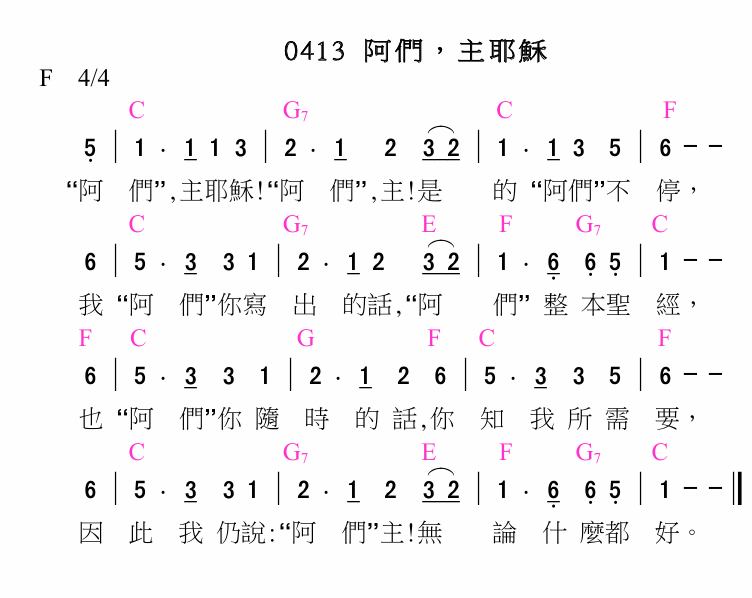 0413 阿們，主耶穌
F 4/4
C G7 C F
5 | 1 · 1 1 3 | 2 · 1 2 3 2 | 1 · 1 3 5 | 6 - -
“阿 們”,主耶穌!“阿 們”,主!是 的 “阿們”不 停，
C G7 E F G7 C
6 | 5 · 3 3 1 | 2 · 1 2 3 2 | 1 · 6 6 5 | 1 - -
我 “阿 們”你寫 出 的話,“阿 們” 整 本聖 經，
F C G F C F
6 | 5 · 3 3 1 | 2 · 1 2 6 | 5 · 3 3 5 | 6 - -
也 “阿 們”你 隨 時 的 話,你 知 我 所 需 要，
C G7 E F G7 C
6 | 5 · 3 3 1 | 2 · 1 2 3 2 | 1 · 6 6 5 | 1 - - ‖
因 此 我 仍說:“阿 們”主!無 論 什 麼都 好。